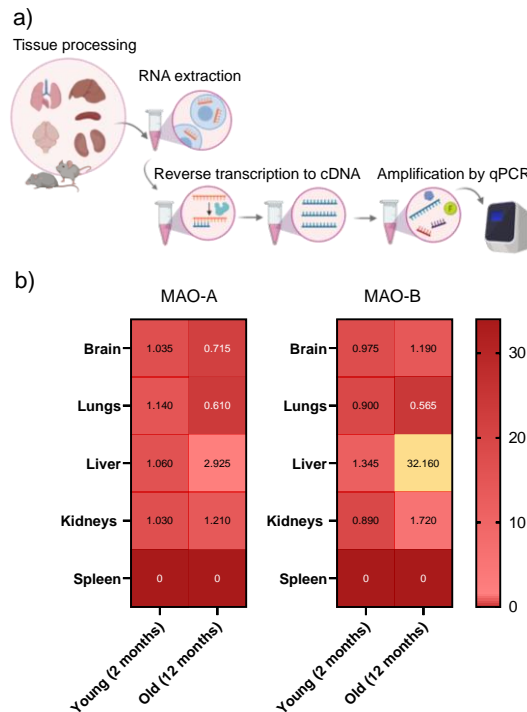 a)
Tissue processing
RNA extraction
Reverse transcription to cDNA
Amplification by qPCR
F
b)
MAO-A
MAO-B
Brain 1.035 0.715
Lungs 1.140 0.610
Liver 1.060 2.925
Kidneys 1.030 1.210
Spleen 0 0
Young (2 months)
Old (12 months)
Brain 0.975 1.190
Lungs 0.900 0.565
Liver 1.345 32.160
Kidneys 0.890 1.720
Spleen 0 0
Young (2 months)
Old (12 months)
30
20
10
0